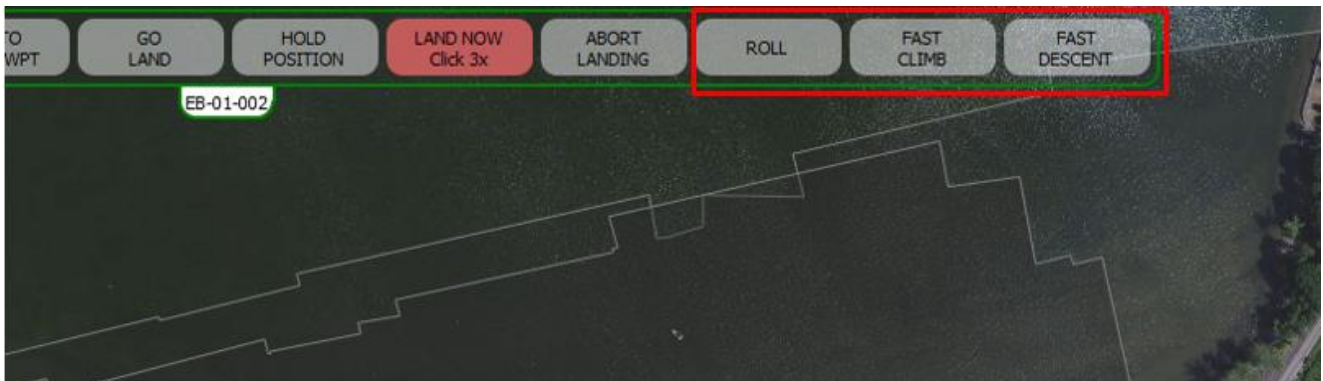 TO
WPT
GO
LAND
HOLD
POSITION
LAND NOW
Click 3x
ABORT
LANDING
ROLL
FAST
CLIMB
FAST
DESCENT
EB-01-002